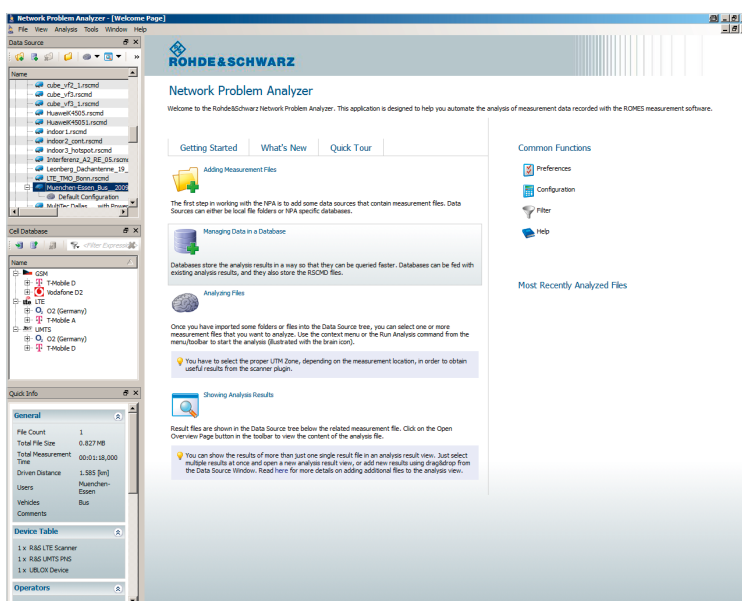 Network Problem Analyzer - [Welcome Page]
File View Analysis Tools Window Help
Data Source
Name
cube_vf2_1.rscmd
cube_vf3.rscmd
cube_vf3_1.rscmd
HuaweiK4505.rscmd
HuaweiK45051.rscmd
indoor1.rscmd
indoor2_cont.rscmd
indoor3_hotspot.rscmd
Interferenz_A2_RE_05.rscm
Leonberg_Dachantenne_19_
LTE_TMO_Bonn.rscmd
Muenchen-Essen_Bus__2009
Default Configuration
MultiTec Dallas
Cell Database
<Filter Expression
Name
GSM
T-Mobile D
Vodafone D2
LTE
O2 (Germany)
T-Mobile A
UMTS
O2 (Germany)
T-Mobile D
Quick Info
General
File Count 1
Total File Size 0.827 MB
Total Measurement Time 00:01:18,000
Driven Distance 1.585 [km]
Users Muenchen-Essen
Vehicles Bus
Comments
Device Table
1 x R&S LTE Scanner
1 x R&S UMTS PNS
1 x UBLOX Device
Operators
ROHDE&SCHWARZ
Network Problem Analyzer
Welcome to the Rohde&Schwarz Network Problem Analyzer. This application is designed to help you automate the analysis of measurement data recorded with the ROMES measurement software.
Getting Started What's New Quick Tour
Adding Measurement Files
The first step in working with the NPA is to add some data sources that contain measurement files. Data
Sources can either be local file folders or NPA specific databases.
Managing Data in a Database
Databases store the analysis results in a way so that they can be queried faster. Databases can be fed with
existing analysis results, and they also store the RSCMD files.
Analyzing Files
Once you have imported some folders or files into the Data Source tree, you can select one or more
measurement files that you want to analyze. Use the context menu or the Run Analysis command from the
menu/toolbar to start the analysis (illustrated with the brain icon).
You have to select the proper UTM Zone, depending on the measurement location, in order to obtain
useful results from the scanner plugin.
Showing Analysis Results
Result files are shown in the Data Source tree below the related measurement file. Click on the Open
Overview Page button in the toolbar to view the content of the analysis file.
You can show the results of more than just one single result file in an analysis result view. Just select
multiple results at once and open a new analysis result view, or add new results using drag&drop from
the Data Source Window. Read here for more details on adding additional files to the analysis view.
Common Functions
Preferences
Configuration
Filter
Help
Most Recently Analyzed Files